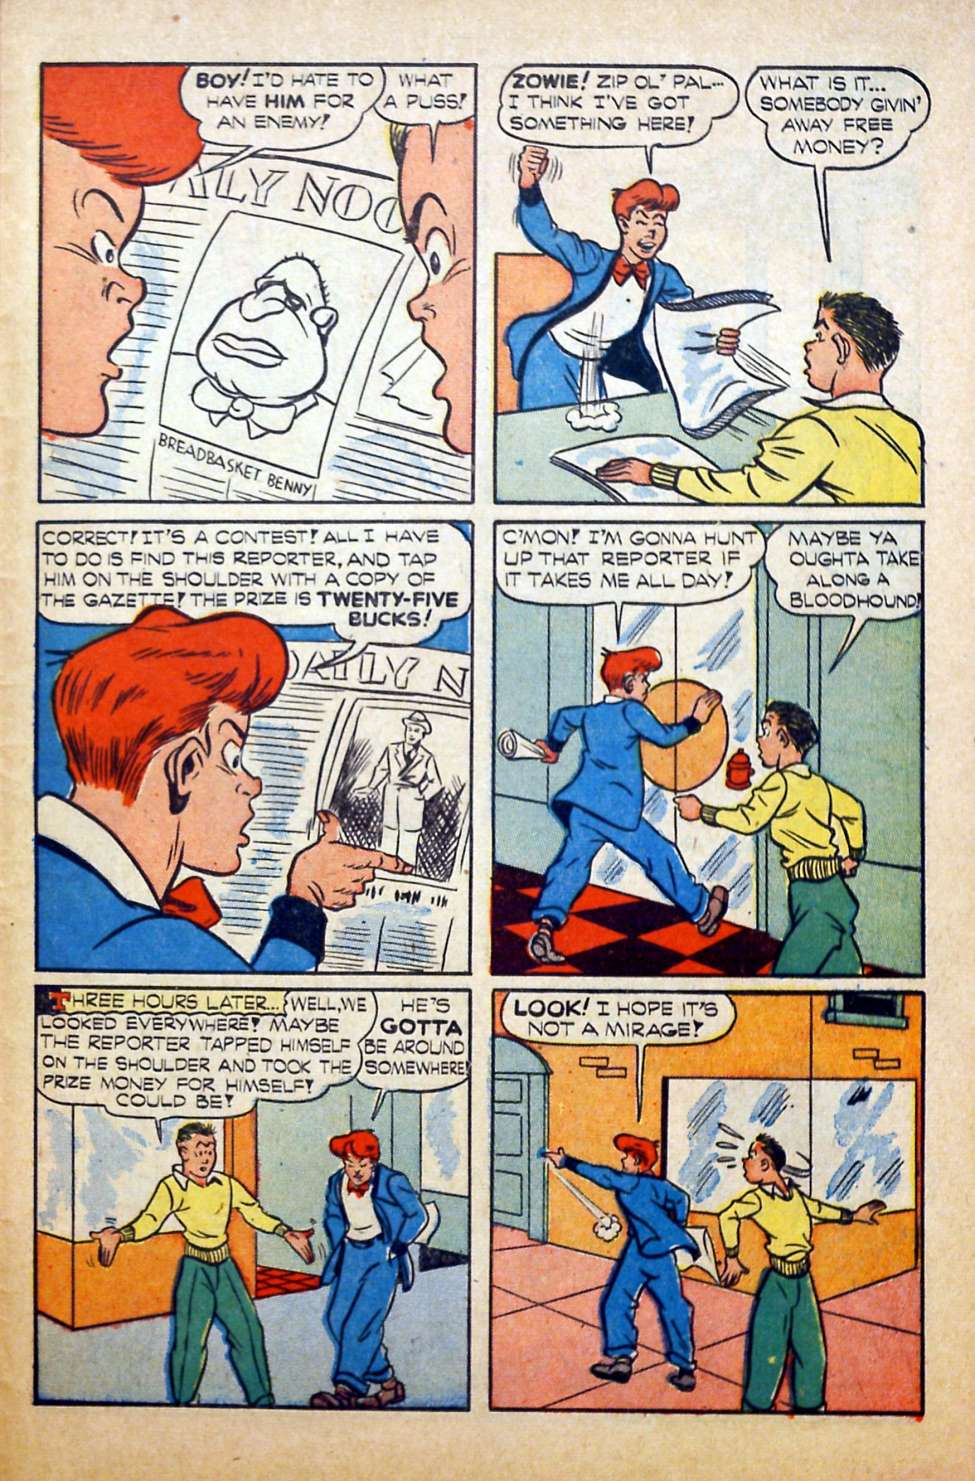 BOY! I'D HATE TO
HAVE HIM FOR
AN ENEMY!
WHAT
A PUSS!
AILY NOO
BREADBASKET BENNY
ZOWIE! ZIP OL' PAL--
I THINK I'VE GOT
SOMETHING HERE!
WHAT IS IT...
SOMEBODY GIVIN'
AWAY FREE
MONEY?
CORRECT! IT'S A CONTEST! ALL I HAVE
TO DO IS FIND THIS REPORTER, AND TAP
HIM ON THE SHOULDER WITH A COPY OF
THE GAZETTE! THE PRIZE IS TWENTY-FIVE
BUCKS!
DAILY N
C'MON! I'M GONNA HUNT
UP THAT REPORTER IF
IT TAKES ME ALL DAY!
MAYBE YA
OUGHTA TAKE
ALONG A
BLOODHOUND!
THREE HOURS LATER...
WELL, WE
LOOKED EVERYWHERE! MAYBE
THE REPORTER TAPPED HIMSELF
ON THE SHOULDER AND TOOK THE
PRIZE MONEY FOR HIMSELF!
COULD BE!
HE'S
GOTTA
BE AROUND
SOMEWHERE!
LOOK! I HOPE IT'S
NOT A MIRAGE!